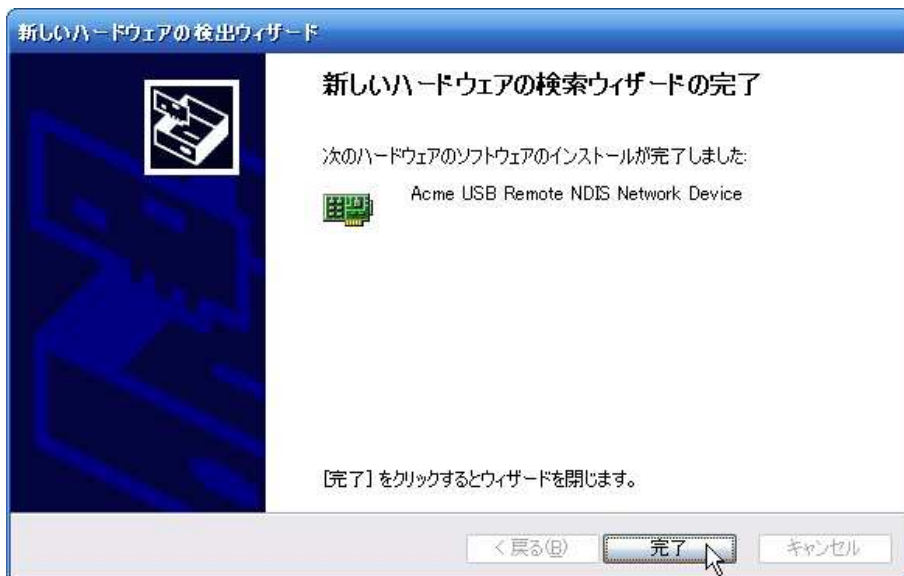 新しいハードウェアの検出ウィザード
新しいハードウェアの検索ウィザードの完了
次のハードウェアのソフトウェアのインストールが完了しました:
Acme USB Remote NDIS Network Device
[完了] をクリックするとウィザードを閉じます。
< 戻る(B)
完了
キャンセル